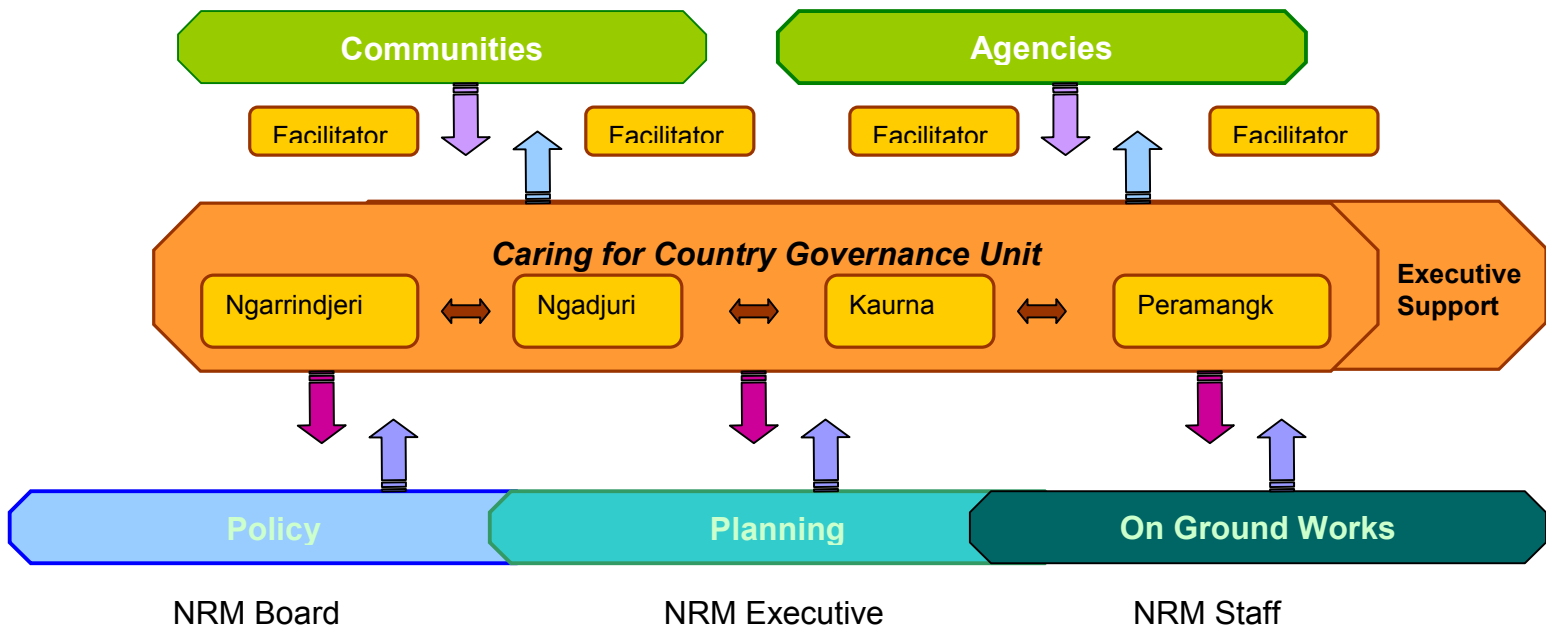 Communities
Agencies
Facilitator
Facilitator
Facilitator
Facilitator
Caring for Country Governance Unit
Executive
Support
Ngarrindjeri
Ngadjuri
Kaurna
Peramangk
Policy
Planning
On Ground Works
NRM Board
NRM Executive
NRM Staff